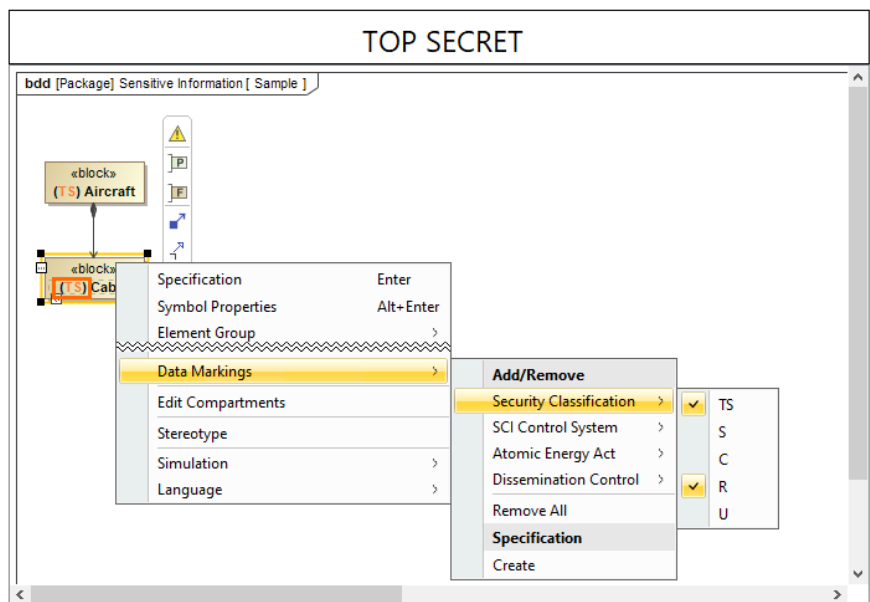 TOP SECRET
bdd [Package] Sensitive Information [ Sample ]
P
«block»
(TS) Aircraft
F
«block»
(TS) Cab
Specification Enter
Symbol Properties Alt+Enter
Element Group
Data Markings
Edit Compartments
Stereotype
Simulation
Language
Add/Remove
Security Classification
SCI Control System
Atomic Energy Act
Dissemination Control
Remove All
Specification
Create
TS
S
C
R
U